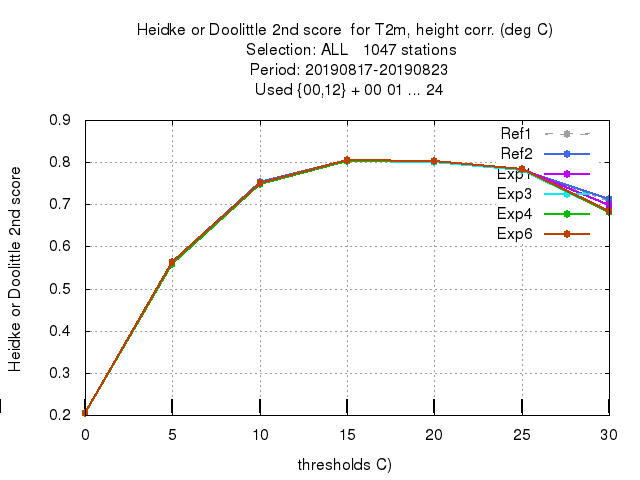 Heidke or Doolittle 2nd score  for T2m, height corr. (deg C)
Selection: ALL   1047 stations
Period: 20190817-20190823
Used {00,12} + 00 01 ... 24
Heidke or Doolittle 2nd score
0.9
0.8
0.7
0.6
0.5
0.4
0.3
0.2
Ref1
Ref2
Exp1
Exp3
Exp4
Exp6
0 5 10 15 20 25 30
thresholds C)